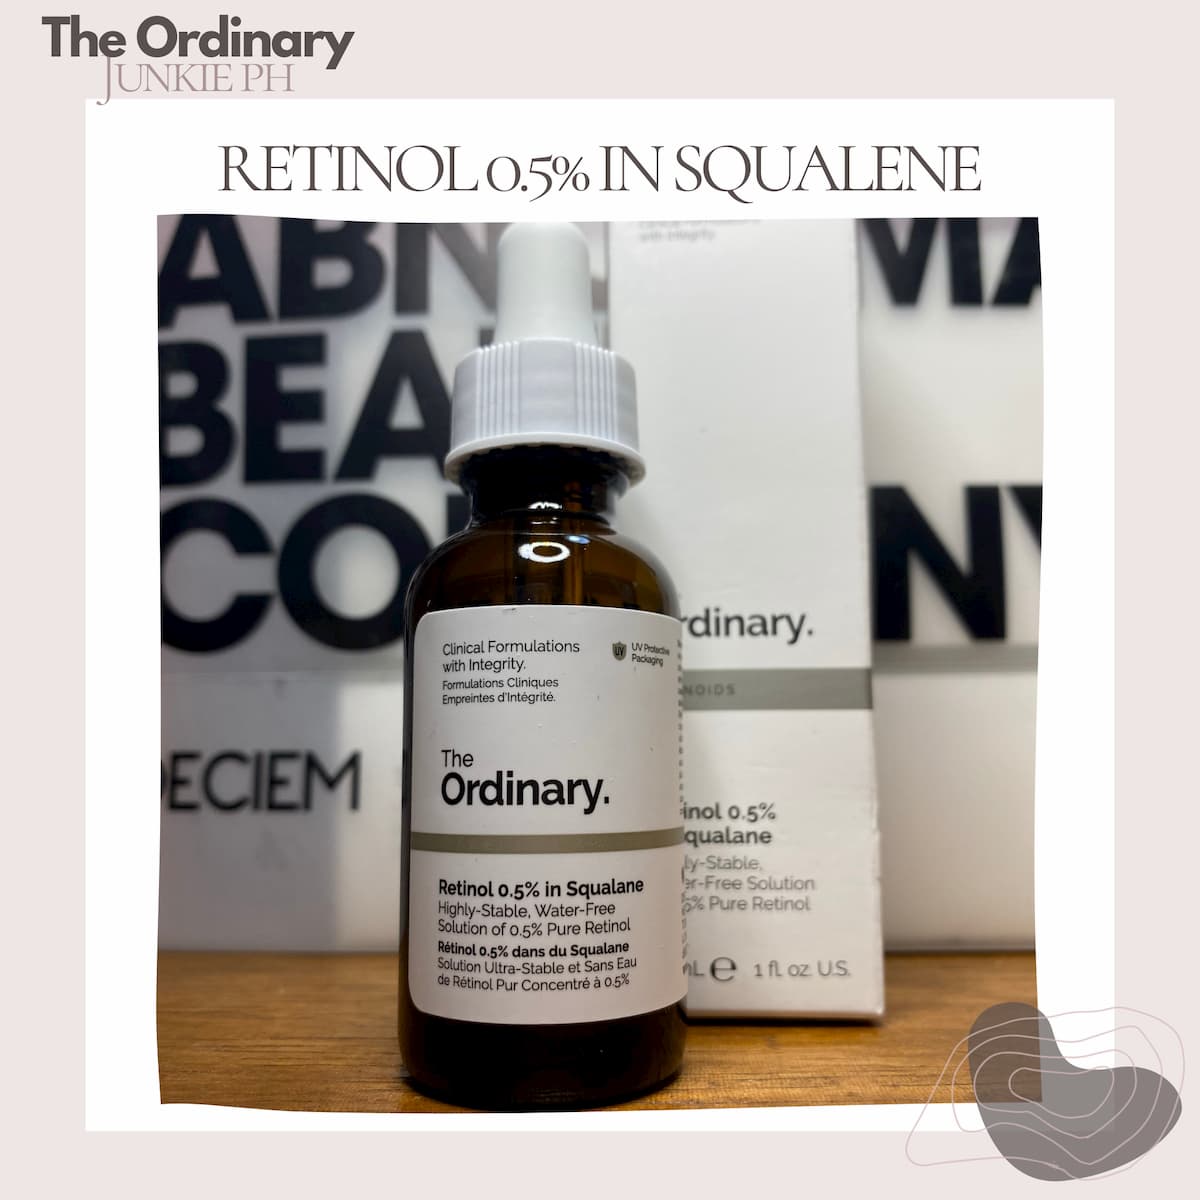 The Ordinary
JUNKIE PH
RETINOL 0.5% IN SQUALENE
ABN
BEA
CO
MA
NY
DECIEM
with Integrity.
rdinary.
NOIDS
inol 0.5%
qualane
ly-Stable,
er-Free Solution
5% Pure Retinol
mL e 1 fl. oz. U.S.
Clinical Formulations
with Integrity.
Formulations Cliniques
Empreintes d'Intégrité.
UV
UV Protective
Packaging
The
Ordinary.
Retinol 0.5% in Squalane
Highly-Stable, Water-Free
Solution of 0.5% Pure Retinol
Rétinol 0.5% dans du Squalane
Solution Ultra-Stable et Sans Eau
de Rétinol Pur Concentré à 0.5%